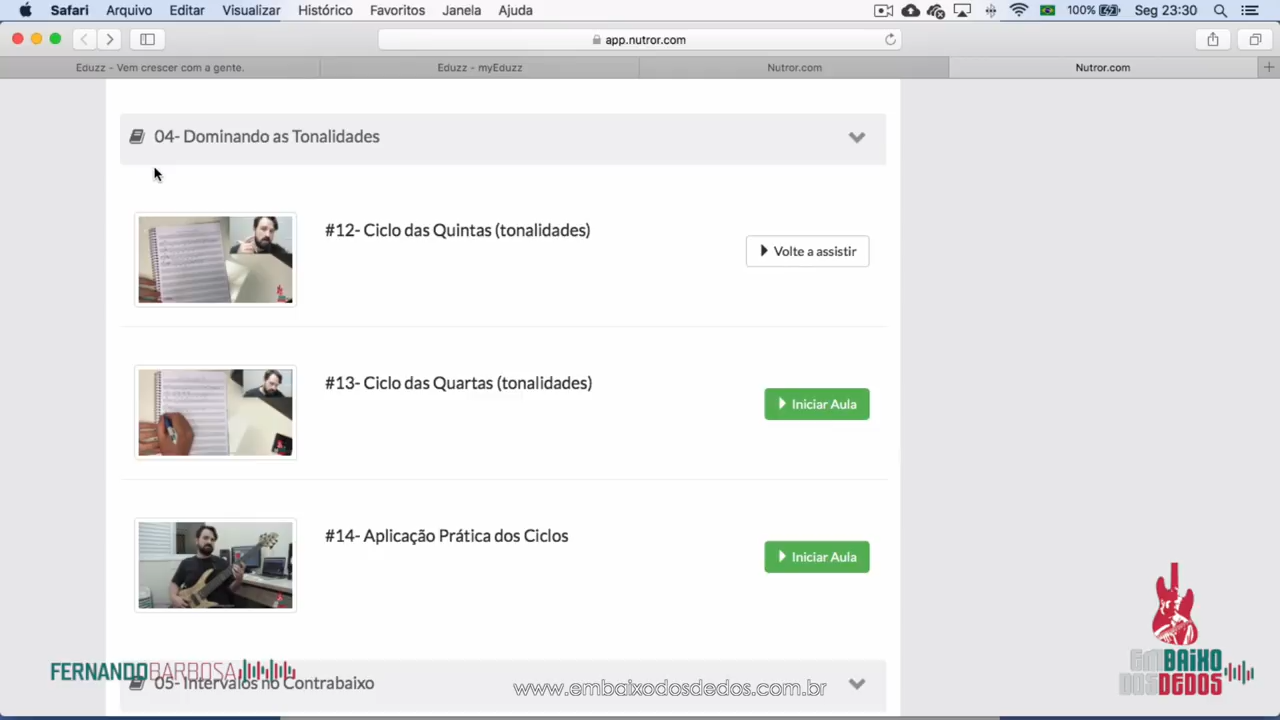 Safari Arquivo Editar Visualizar Histórico Favoritos Janela Ajuda 100% Seg 23:30
app.nutror.com
Eduzz - Vem crescer com a gente. Eduzz - myEduzz Nutror.com Nutror.com
04- Dominando as Tonalidades
#12- Ciclo das Quintas (tonalidades)
Volte a assistir
#13- Ciclo das Quartas (tonalidades)
Iniciar Aula
#14- Aplicação Prática dos Ciclos
Iniciar Aula
FERNANDOBARBOSA
05- Intervalos no Contrabaixo
www.embaixodosdedos.com.br
EMBAIXO
DOSDEDOS